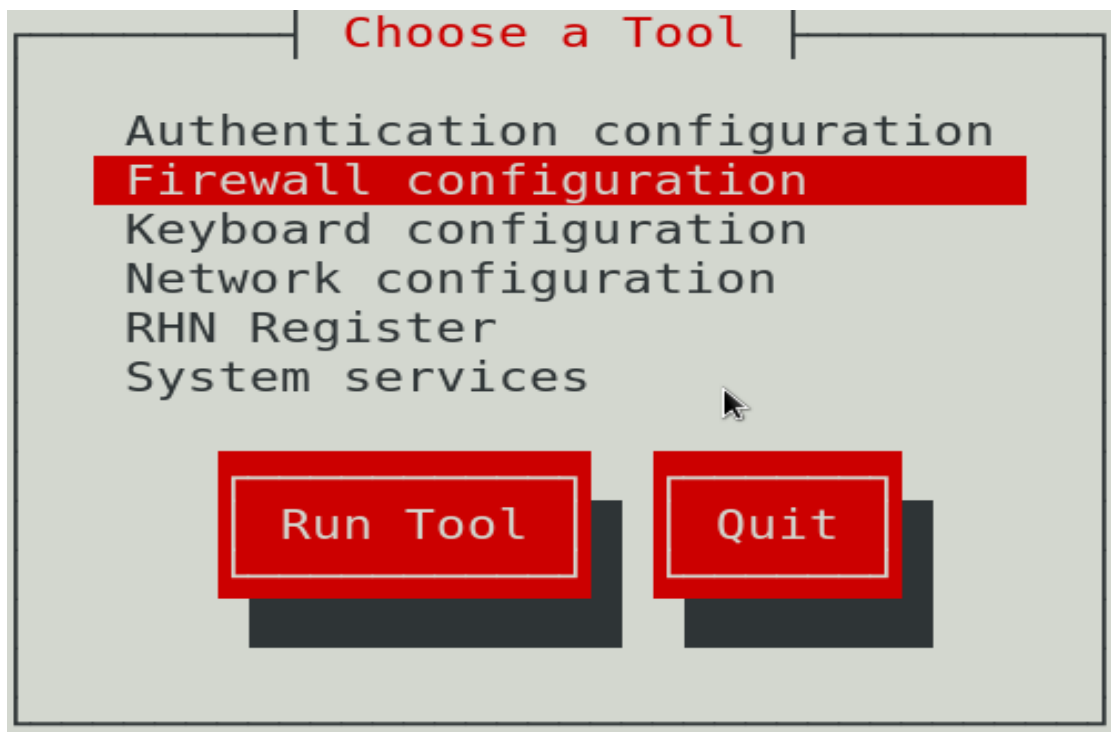 Choose a Tool
Authentication configuration
Firewall configuration
Keyboard configuration
Network configuration
RHN Register
System services
Run Tool
Quit